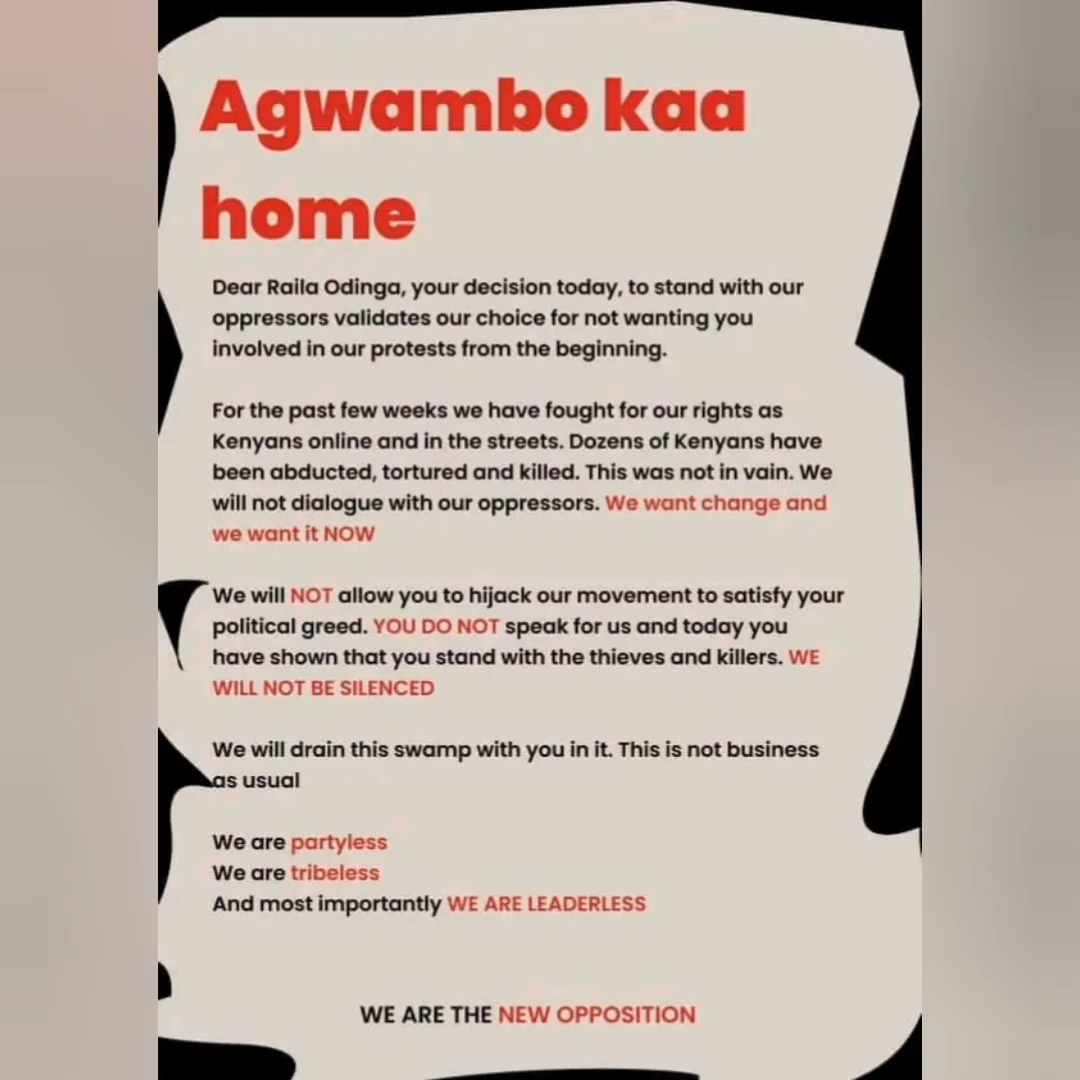 Agwambo kaa
home
Dear Raila Odinga, your decision today, to stand with our
oppressors validates our choice for not wanting you
involved in our protests from the beginning.
For the past few weeks we have fought for our rights as
Kenyans online and in the streets. Dozens of Kenyans have
been abducted, tortured and killed. This was not in vain. We
will not dialogue with our oppressors. We want change and
we want it NOW
We will NOT allow you to hijack our movement to satisfy your
political greed. YOU DO NOT speak for us and today you
have shown that you stand with the thieves and killers. WE
WILL NOT BE SILENCED
We will drain this swamp with you in it. This is not business
as usual
We are partyless
We are tribeless
And most importantly WE ARE LEADERLESS
WE ARE THE NEW OPPOSITION